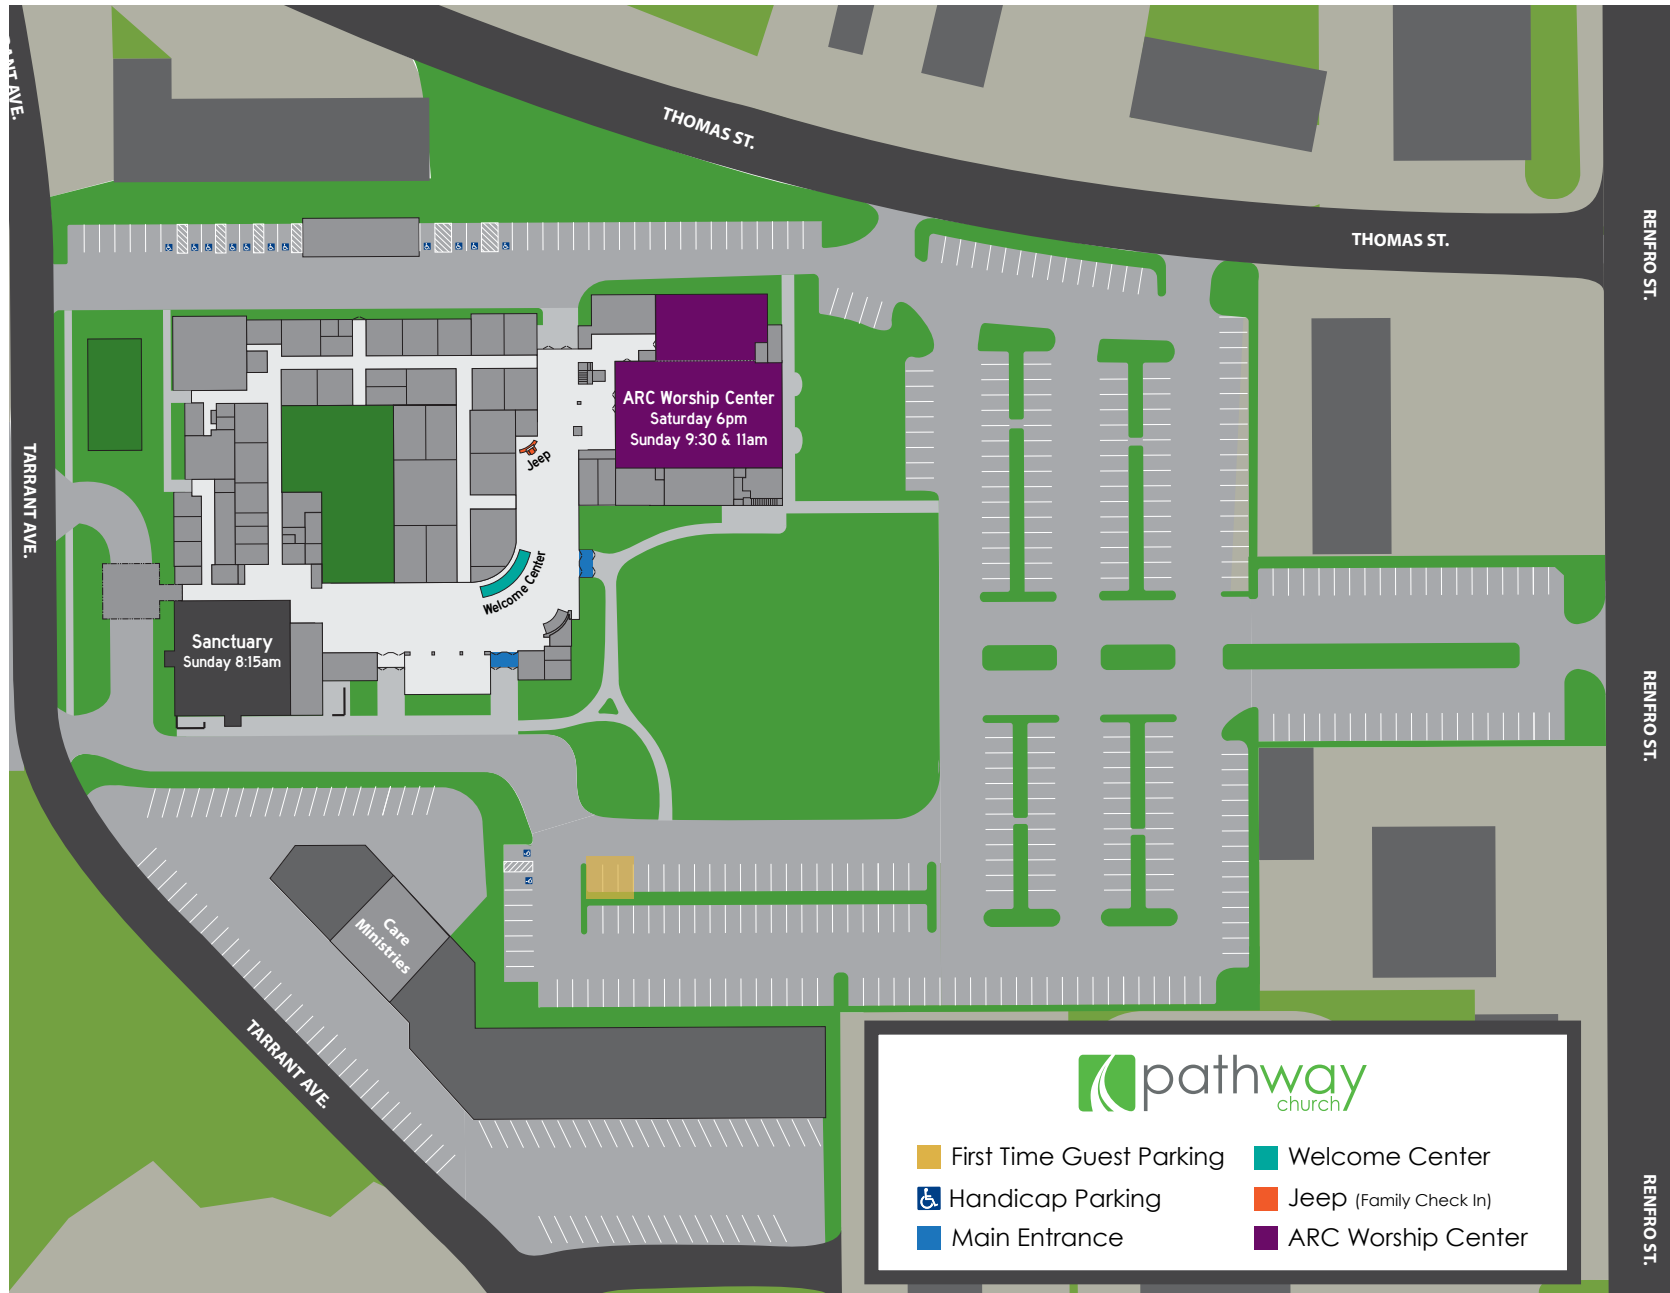 TARRANT AVE.
THOMAS ST.
THOMAS ST.
RENFRO ST.
ARC Worship Center
Saturday 6pm
Sunday 9:30 & 11am
Jeep
TARRANT AVE.
Welcome Center
Sanctuary
Sunday 8:15am
RENFRO ST.
Care
Ministries
TARRANT AVE.
pathway
church
First Time Guest Parking
Welcome Center
Handicap Parking
Jeep (Family Check In)
Main Entrance
ARC Worship Center
RENFRO ST.